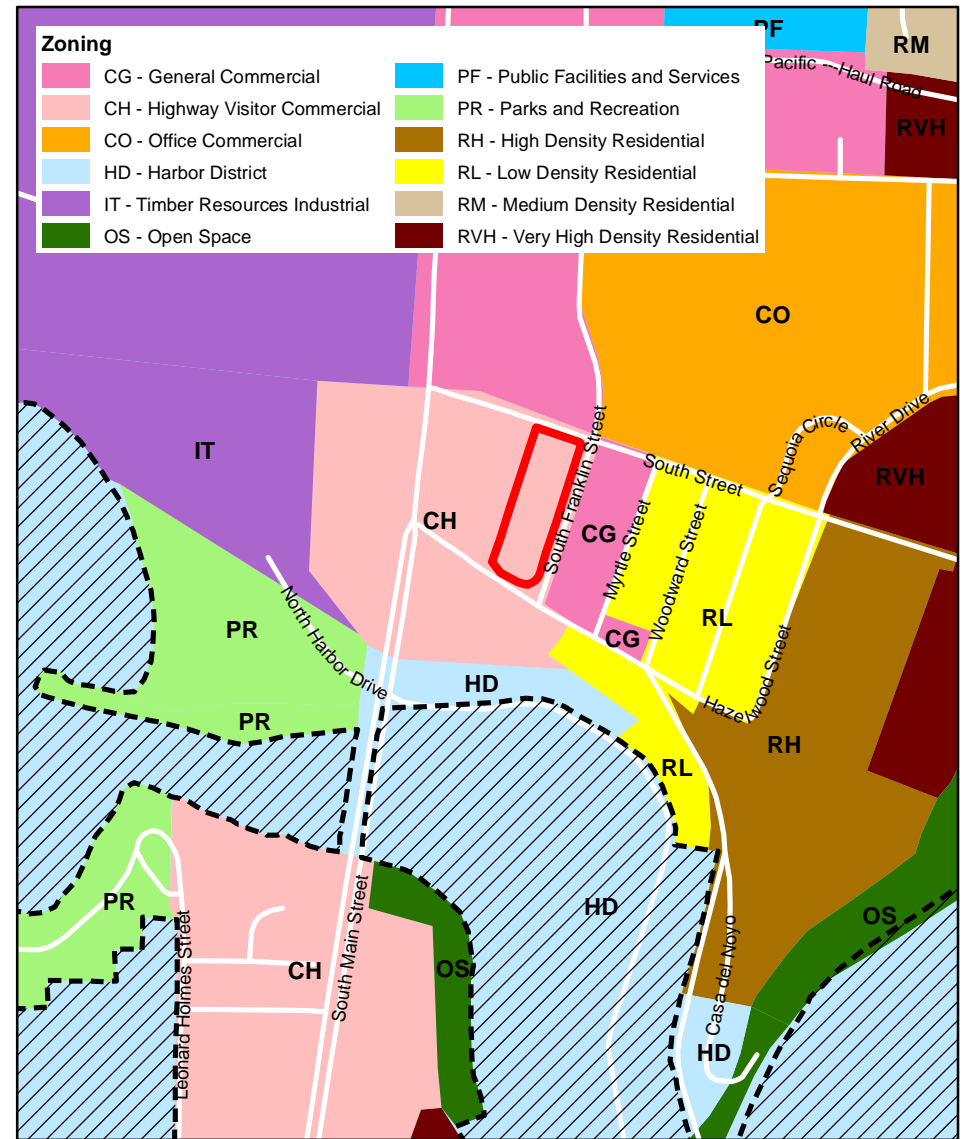 Zoning
CG - General Commercial
CH - Highway Visitor Commercial
CO - Office Commercial
HD - Harbor District
IT - Timber Resources Industrial
OS - Open Space
PF - Public Facilities and Services
PR - Parks and Recreation
RH - High Density Residential
RL - Low Density Residential
RM - Medium Density Residential
RVH - Very High Density Residential
PF
RM
Pacific ---Haul Road
RVH
CO
South Franklin Street
Sequoia Circle
River Drive
IT
South Street
RVH
CH
CG
Myrtle Street
Woodward Street
RL
PR
North Harbor Drive
CG
HD
Hazelwood Street
PR
RH
RL
PR
HD
OS
Leonard Holmes Street
CH
South Main Street
OS
Casa del Noyo
HD